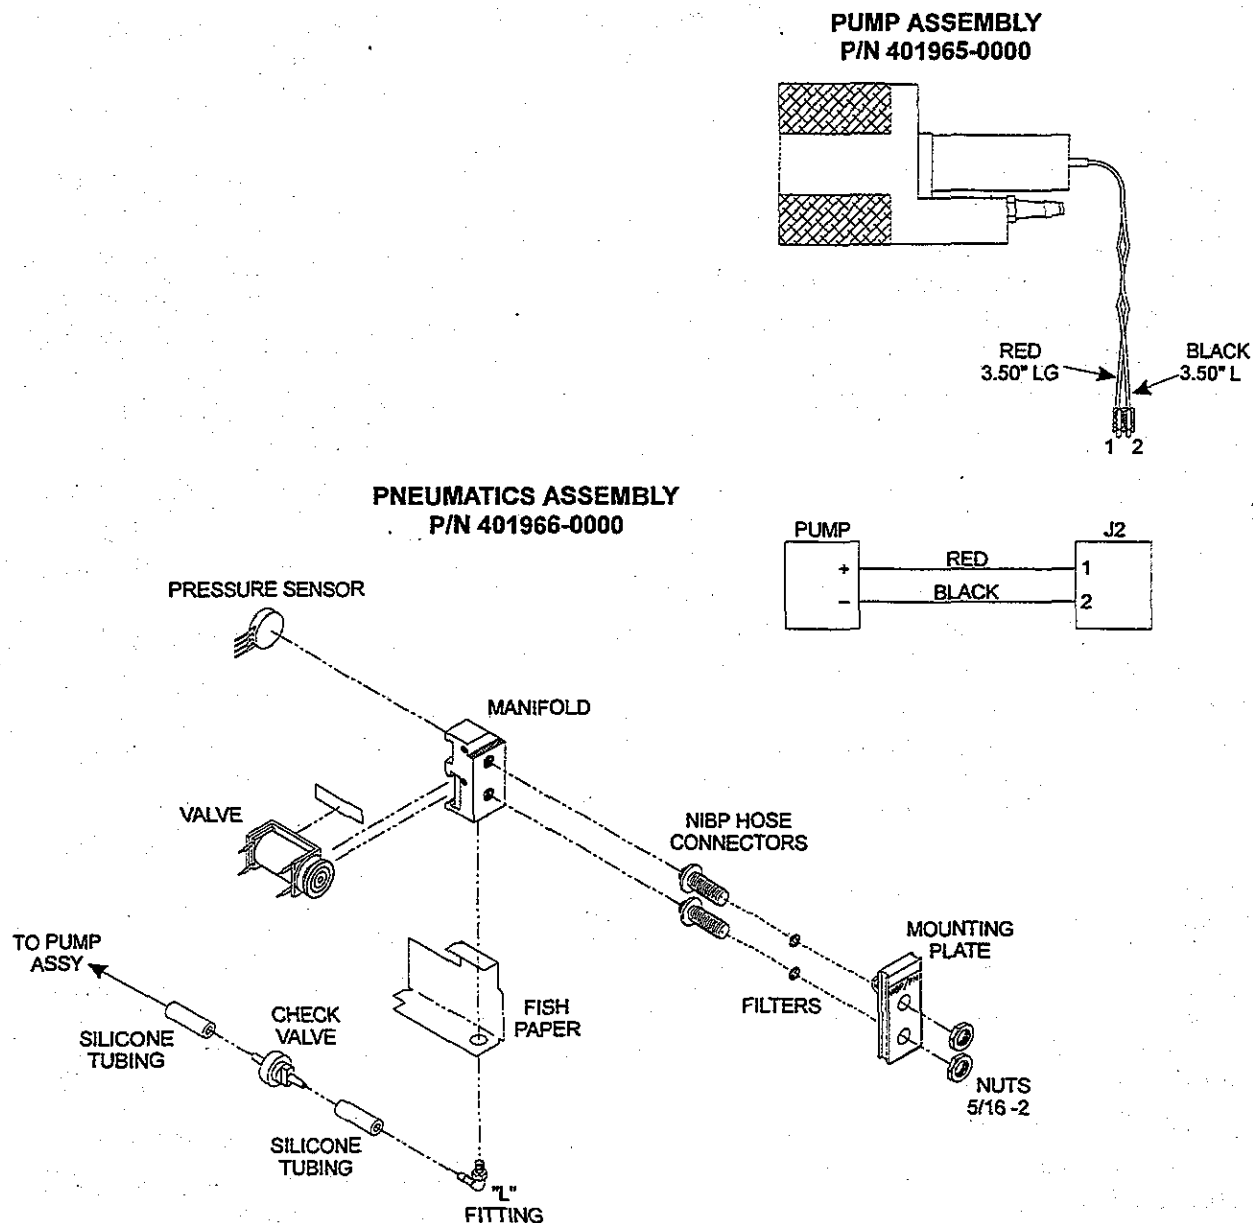 PUMP ASSEMBLY
P/N 401965-0000
RED
3.50" LG
BLACK
3.50" L
1 2
PNEUMATICS ASSEMBLY
P/N 401966-0000
PUMP
J2
+
RED
1
−
BLACK
2
PRESSURE SENSOR
MANIFOLD
VALVE
NIBP HOSE
CONNECTORS
MOUNTING
PLATE
TO PUMP
ASSY
CHECK
VALVE
FISH
PAPER
FILTERS
SILICONE
TUBING
NUTS
5/16 -2
SILICONE
TUBING
"L"
FITTING